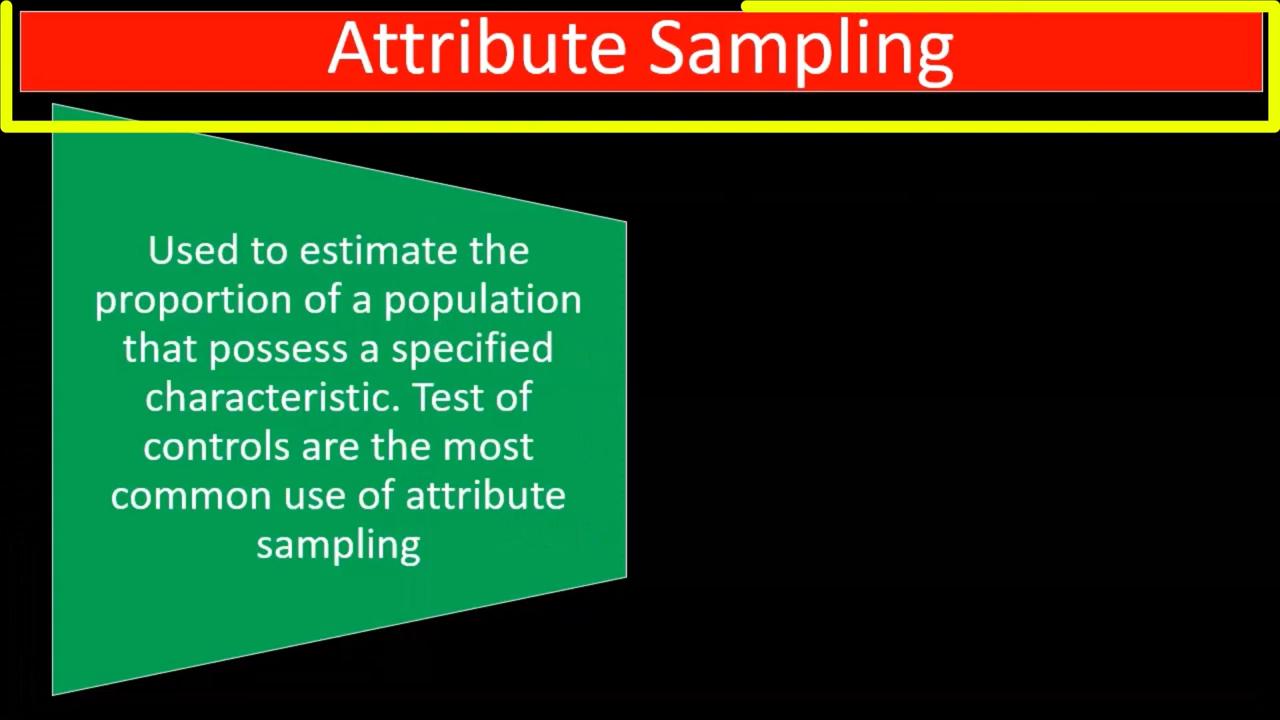 Attribute Sampling
Used to estimate the
proportion of a population
that possess a specified
characteristic. Test of
controls are the most
common use of attribute
sampling